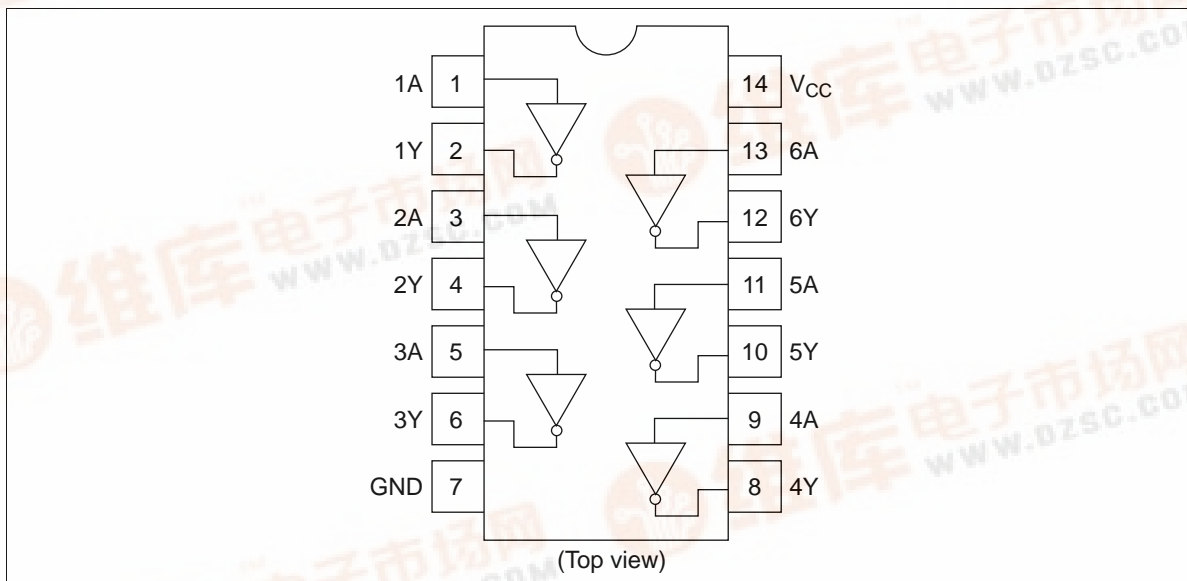 1A 1 14 VCC
1Y 2 13 6A
2A 3 12 6Y
2Y 4 11 5A
3A 5 10 5Y
3Y 6 9 4A
GND 7 8 4Y
(Top view)
维库电子市场网
WWW.DZSC.COM